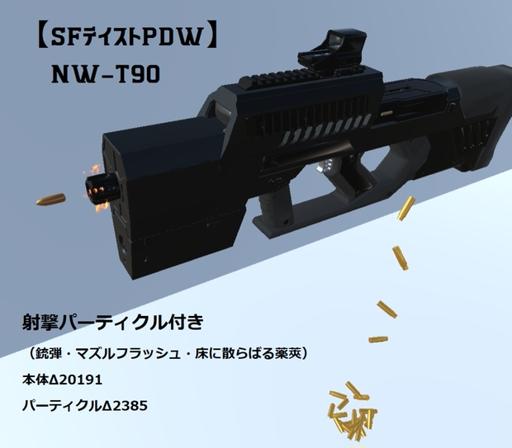 【SFテイストPDW】
NW-T90
射撃パーティクル付き
（銃弾・マズルフラッシュ・床に散らばる薬莢）
本体Δ20191
パーティクルΔ2385